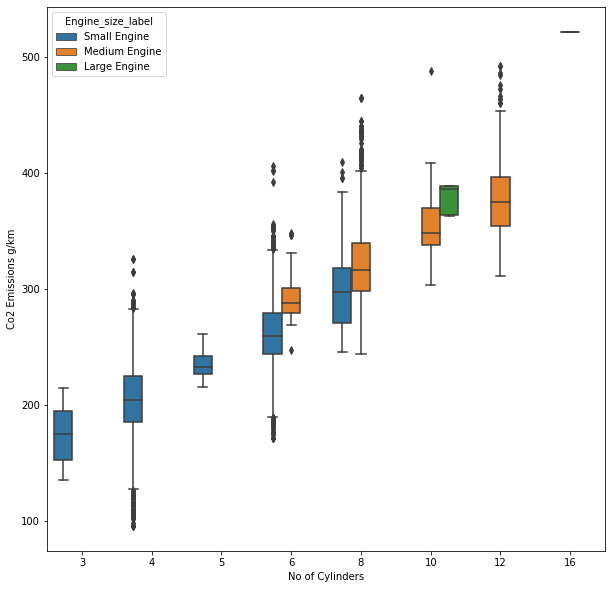 Engine_size_label
Small Engine
Medium Engine
Large Engine
Co2 Emissions g/km
500
400
300
200
100
3 4 5 6 8 10 12 16
No of Cylinders